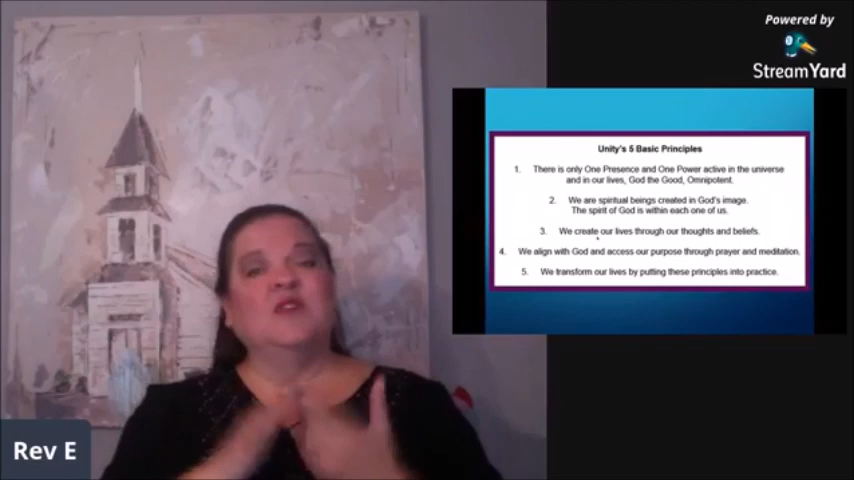 Powered by
StreamYard
Unity's 5 Basic Principles
1. There is only One Presence and One Power active in the universe
and in our lives, God the Good, Omnipotent.
2. We are spiritual beings created in God's image.
The spirit of God is within each one of us.
3. We create our lives through our thoughts and beliefs.
4. We align with God and access our purpose through prayer and meditation.
5. We transform our lives by putting these principles into practice.
Rev E